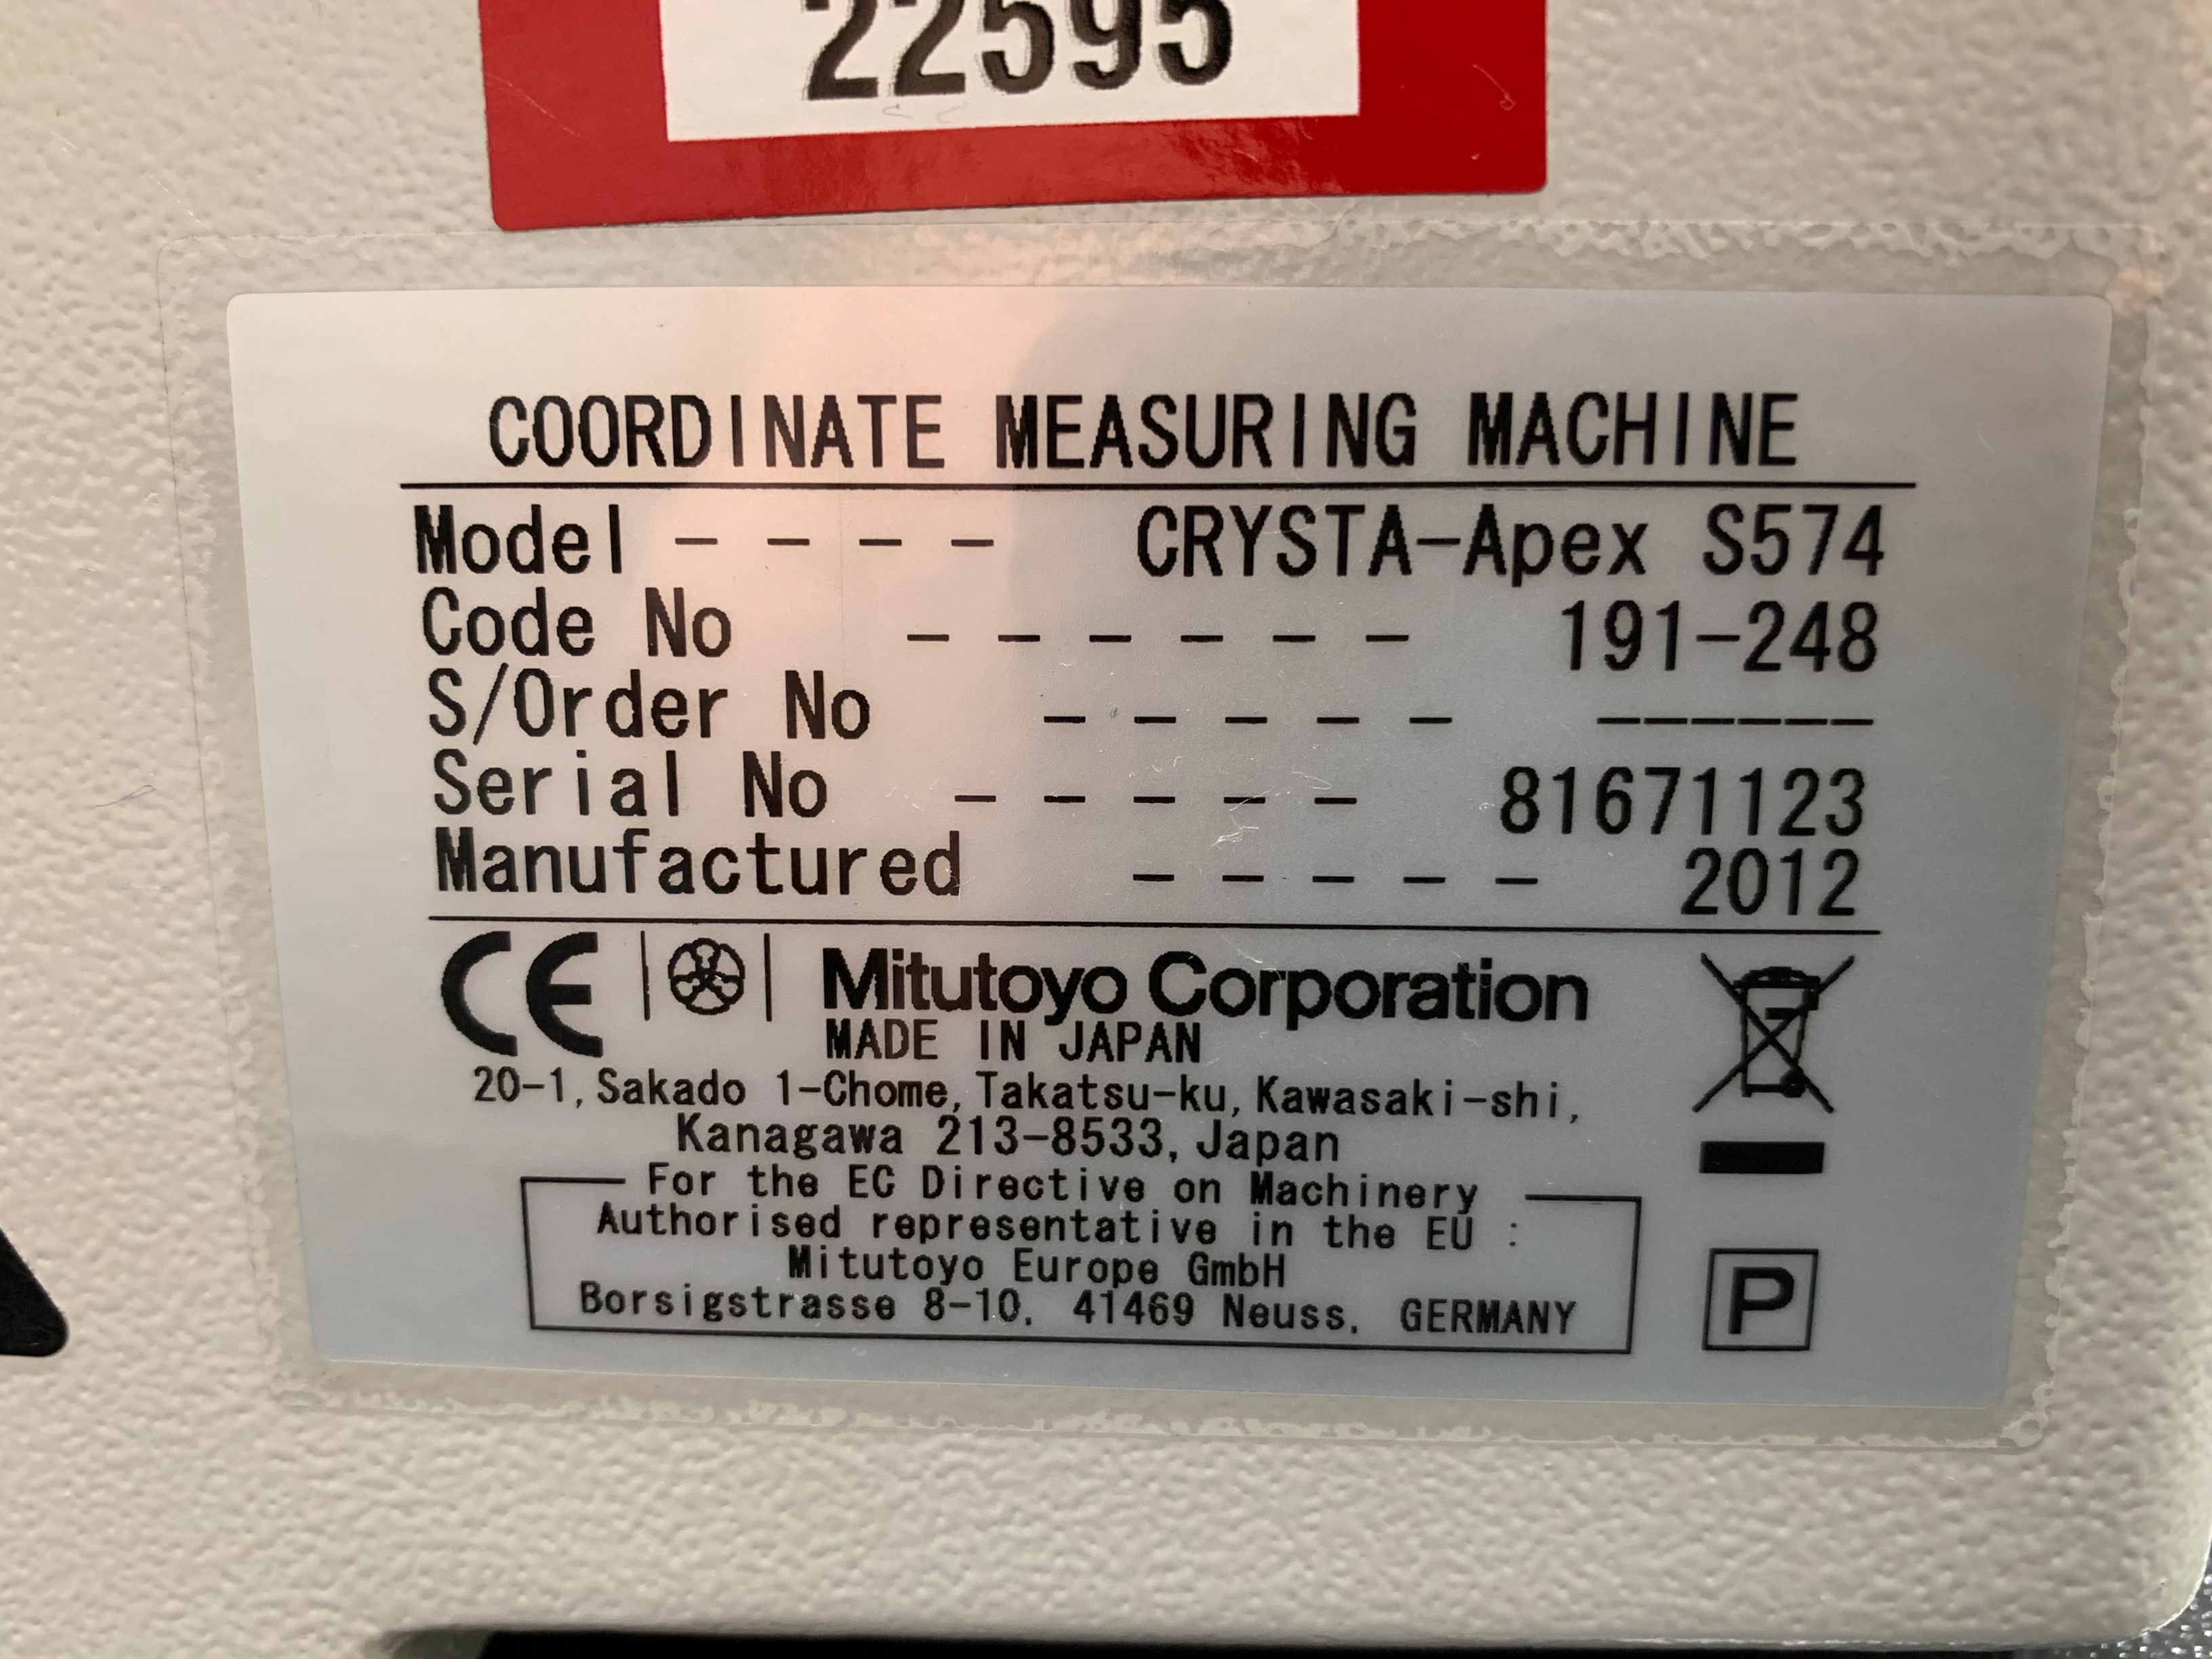 22595
COORDINATE MEASURING MACHINE
Model - - - - CRYSTA-Apex S574
Code No - - - - - - 191-248
S/Order No - - - - - ------
Serial No - - - - - 81671123
Manufactured - - - - - 2012
CE Mitutoyo Corporation
MADE IN JAPAN
20-1, Sakado 1-Chome, Takatsu-ku, Kawasaki-shi,
Kanagawa 213-8533, Japan
For the EC Directive on Machinery
Authorised representative in the EU :
Mitutoyo Europe GmbH
Borsigstrasse 8-10, 41469 Neuss, GERMANY
P